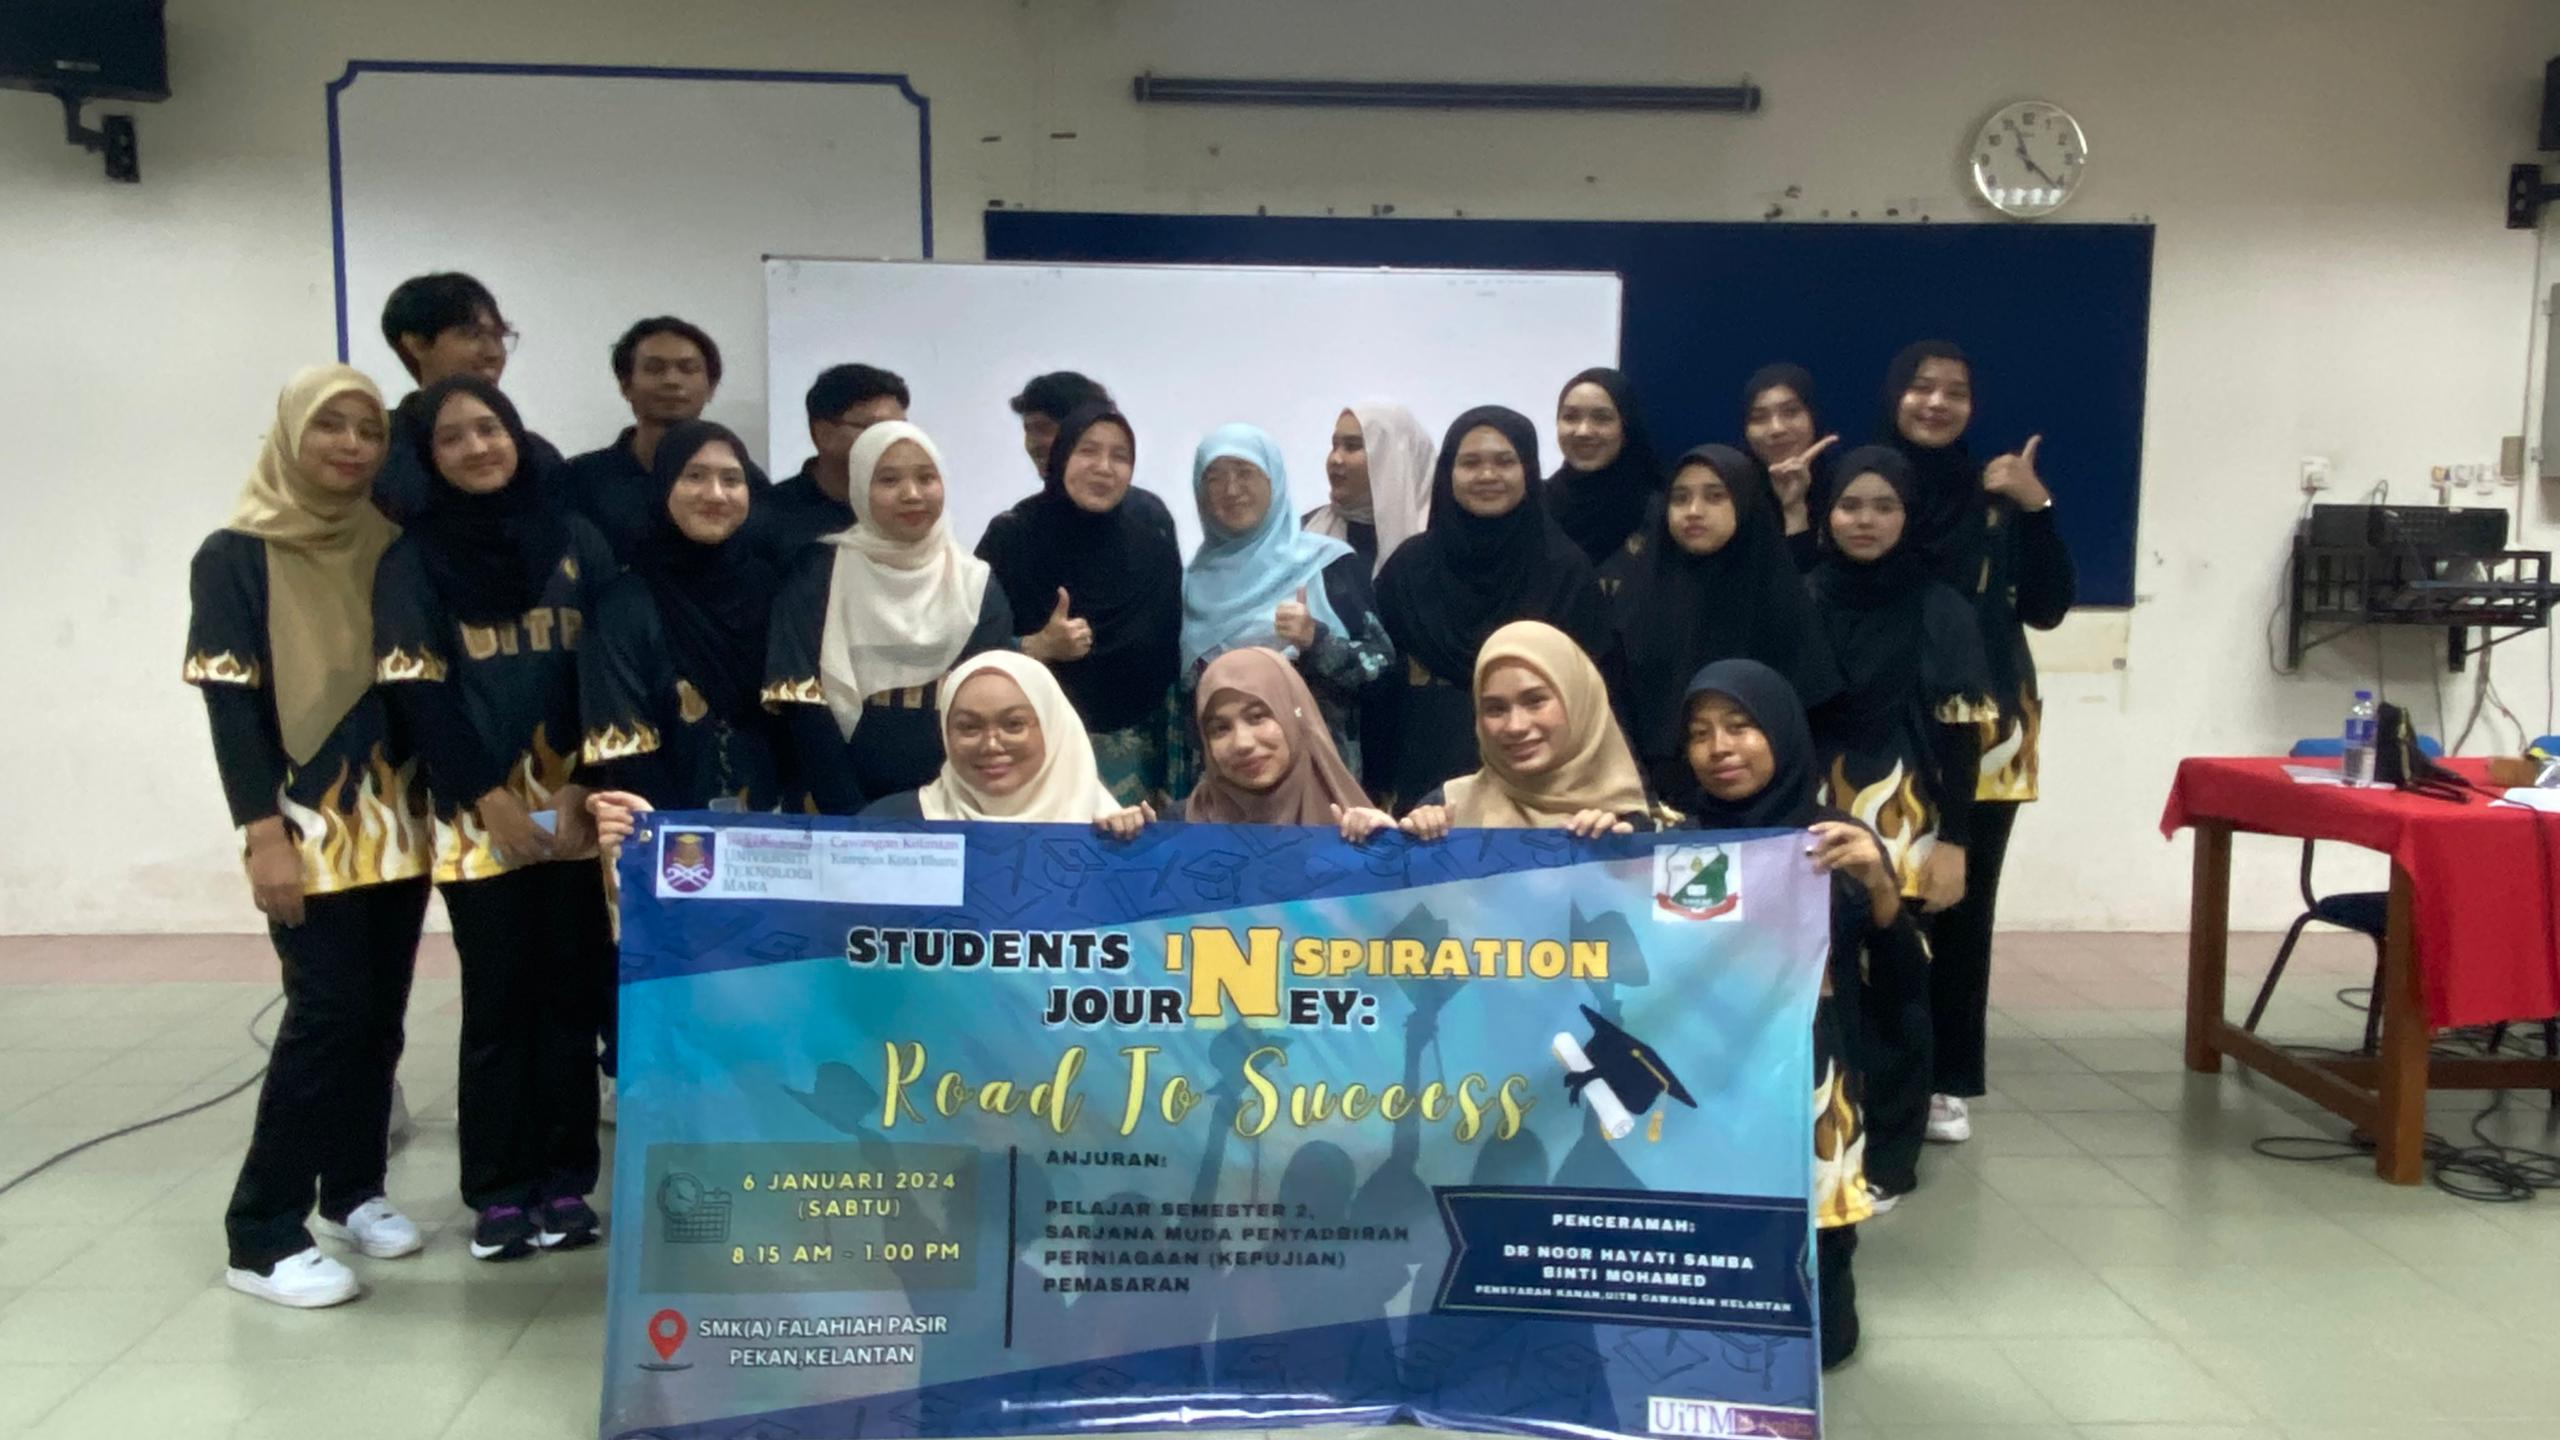 UNIVERSITI
TEKNOLOGI
MARA
Cawangan Kelantan
Kampus Kota Bharu
STUDENTS INSPIRATION
JOURNEY:
Road To Success
6 JANUARI 2024
(SABTU)
8.15 AM - 1.00 PM
SMK(A) FALAHIAH PASIR
PEKAN,KELANTAN
ANJURAN:
PELAJAR SEMESTER 2,
SARJANA MUDA PENTADBIRAN
PERNIAGAAN (KEPUJIAN)
PEMASARAN
PENCERAMAH:
DR NOOR HAYATI SAMBA
BINTI MOHAMED
PENSYARAH KANAN,UITM CAWANGAN KELANTAN
UiTM